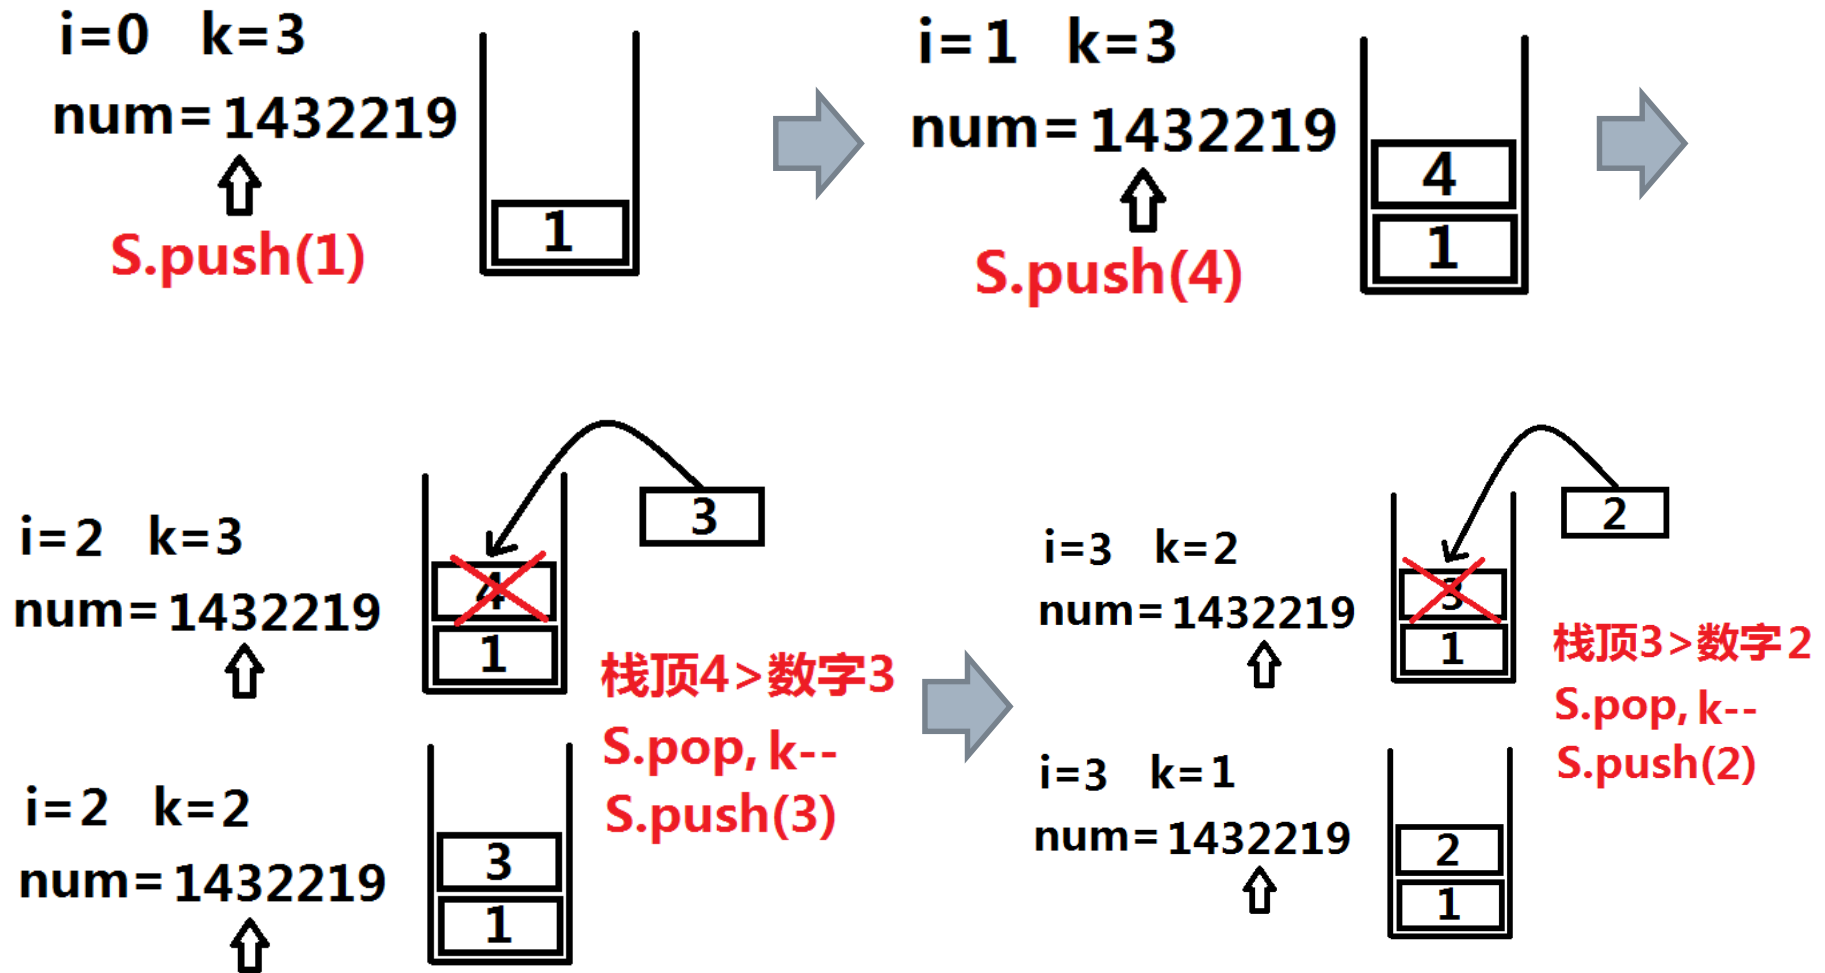 i=0 k=3
num=1432219
1
S.push(1)
i=1 k=3
num=1432219
4
1
S.push(4)
3
i=2 k=3
4
num=1432219
1
栈顶4>数字3
S.pop, k--
S.push(3)
i=2 k=2
3
num=1432219
1
2
i=3 k=2
3
num=1432219
1
栈顶3>数字2
S.pop, k--
S.push(2)
i=3 k=1
num=1432219
2
1